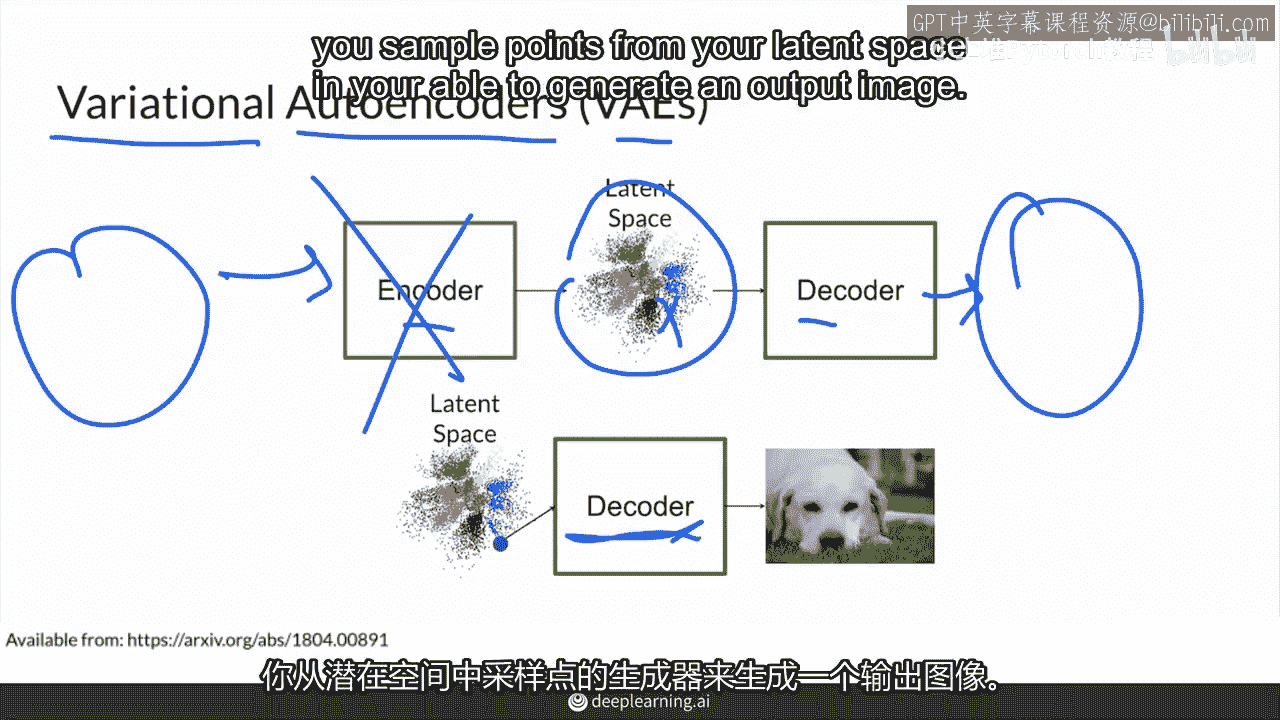 GPT中英字幕课程资源@bilibili.com
you sample points from your latent space
in your able to generate an output image.
Variational Autoencoders (VAEs)
Latent
Space
Encoder
Decoder
Latent
Space
Decoder
Available from: https://arxiv.org/abs/1804.00891
你从潜在空间中采样点的生成器来生成一个输出图像。
deeplearning.ai